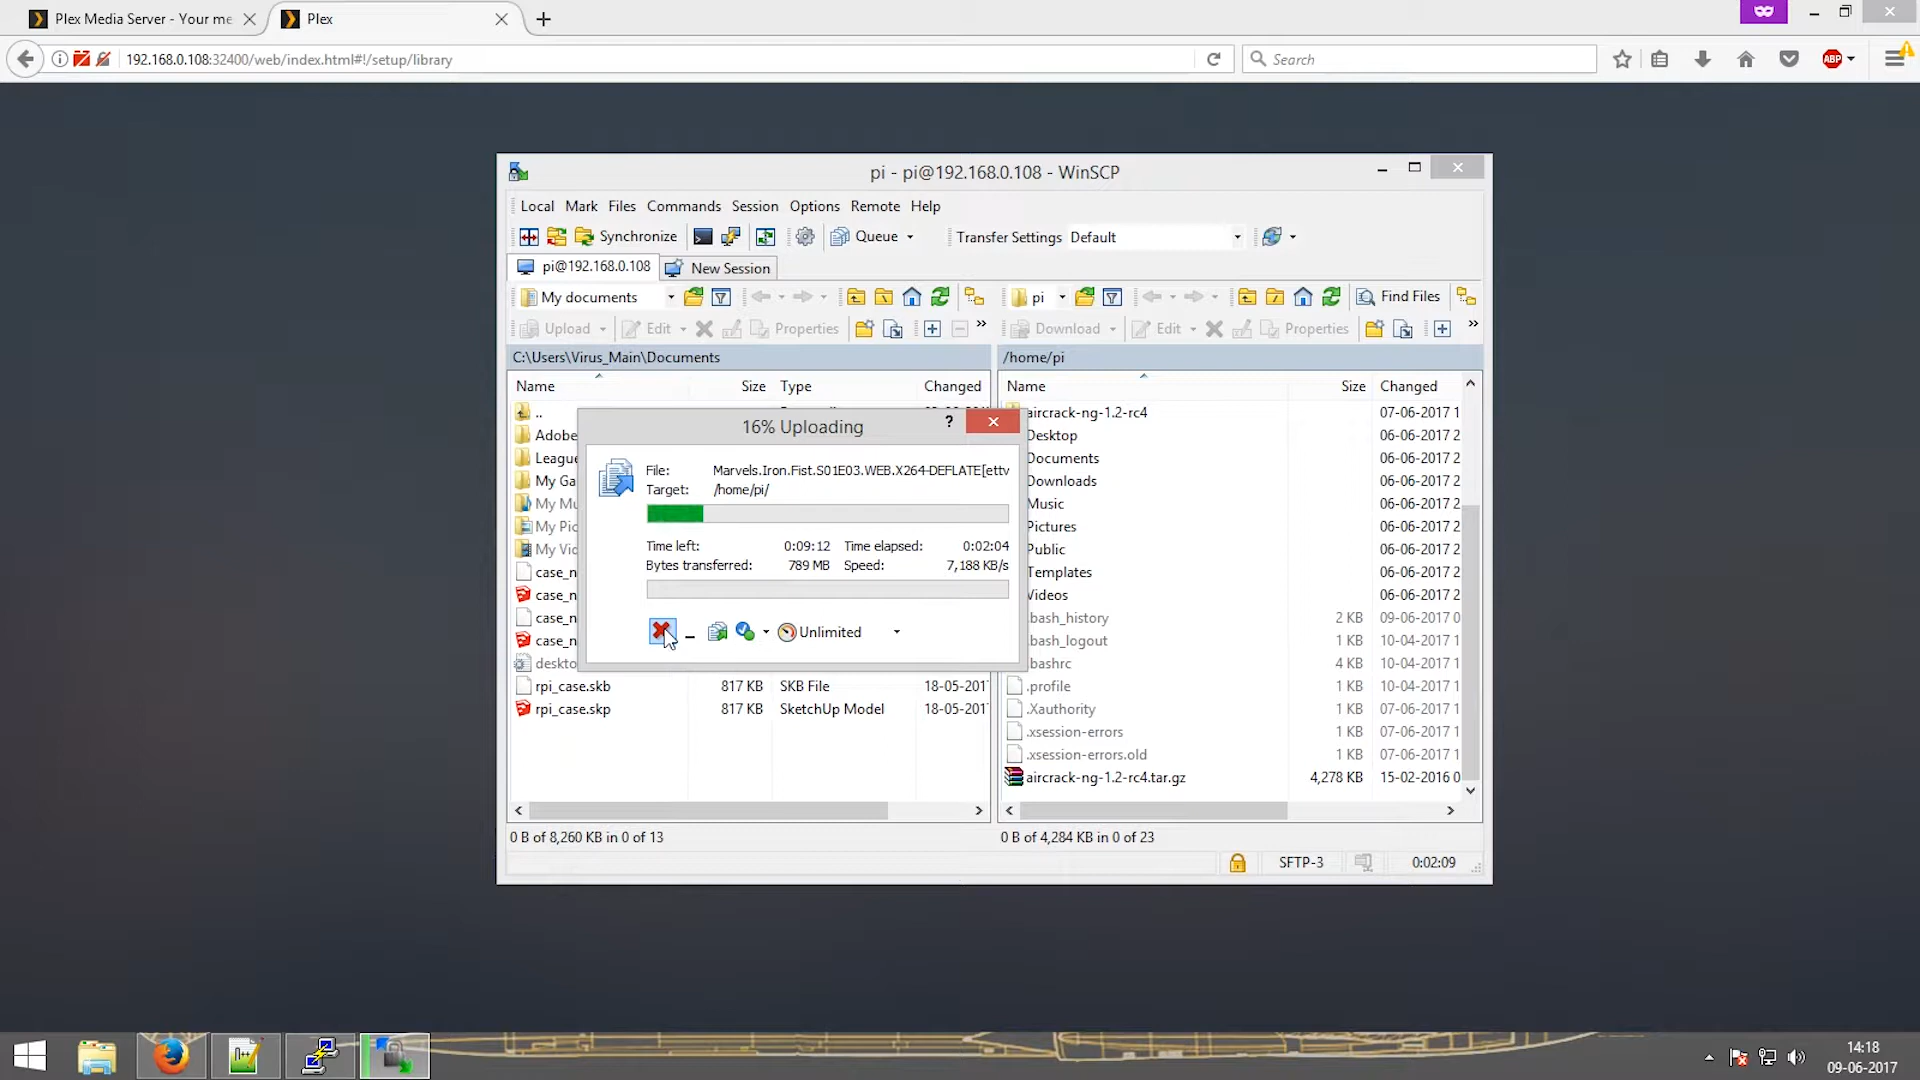 Plex Media Server - Your me
Plex
192.168.0.108:32400/web/index.html#!/setup/library
Search
ABP
pi - pi@192.168.0.108 - WinSCP
Local Mark Files Commands Session Options Remote Help
Synchronize
Queue
Transfer Settings Default
pi@192.168.0.108
New Session
My documents
pi
Find Files
Upload
Edit
Properties
»
Download
Edit
Properties
»
C:\Users\Virus_Main\Documents
/home/pi
Name Size Type Changed
Name Size Changed
..
Adobe
League
My Ga
My Mu
My Pic
My Vid
case_n
case_n
case_n
case_n
deskto
rpi_case.skb 817 KB SKB File 18-05-201
rpi_case.skp 817 KB SketchUp Model 18-05-201
16% Uploading
?
File: Marvels.Iron.Fist.S01E03.WEB.X264-DEFLATE[ettv
Target: /home/pi/
Time left: 0:09:12 Time elapsed: 0:02:04
Bytes transferred: 789 MB Speed: 7,188 KB/s
Unlimited
aircrack-ng-1.2-rc4 07-06-2017 1
Desktop 06-06-2017 2
Documents 06-06-2017 2
Downloads 06-06-2017 2
Music 06-06-2017 2
Pictures 06-06-2017 2
Public 06-06-2017 2
Templates 06-06-2017 2
Videos 06-06-2017 2
.bash_history 2 KB 09-06-2017 0
.bash_logout 1 KB 10-04-2017 1
.bashrc 4 KB 10-04-2017 1
.profile 1 KB 10-04-2017 1
.Xauthority 1 KB 07-06-2017 1
.xsession-errors 1 KB 07-06-2017 1
.xsession-errors.old 1 KB 07-06-2017 1
aircrack-ng-1.2-rc4.tar.gz 4,278 KB 15-02-2016 0
0 B of 8,260 KB in 0 of 13
0 B of 4,284 KB in 0 of 23
SFTP-3
0:02:09
14:18
09-06-2017